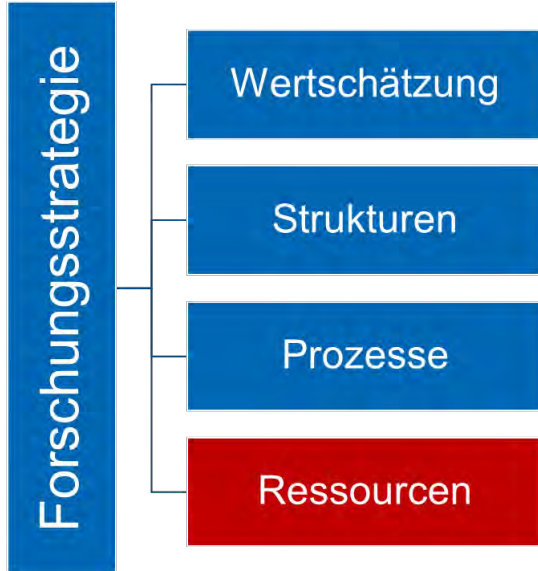 Forschungsstrategie
Wertschätzung
Strukturen
Prozesse
Ressourcen